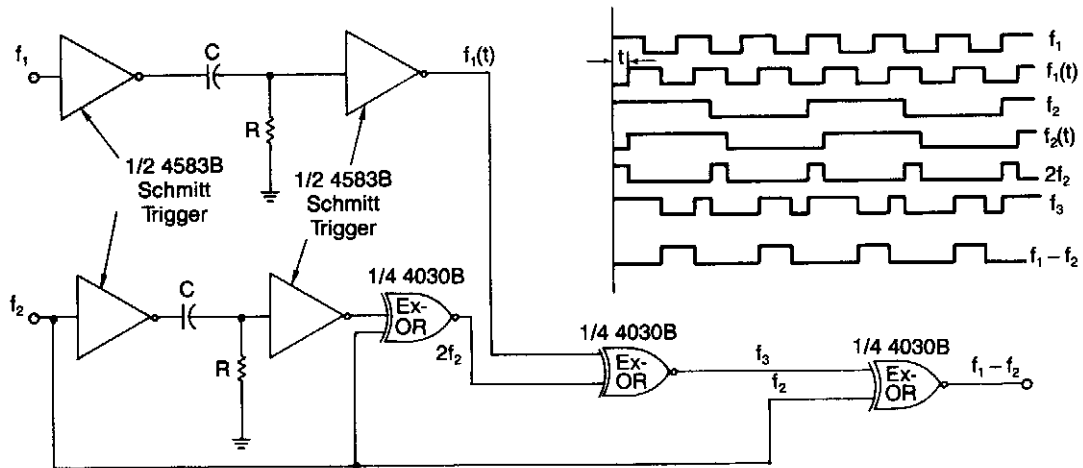 f₁
C
R
f₁(t)
1/2 4583B
Schmitt
Trigger
1/2 4583B
Schmitt
Trigger
f₂
C
R
1/4 4030B
Ex-
OR
2f₂
1/4 4030B
Ex-
OR
f₃
f₂
1/4 4030B
Ex-
OR
f₁ – f₂
t
f₁
f₁(t)
f₂
f₂(t)
2f₂
f₃
f₁ – f₂